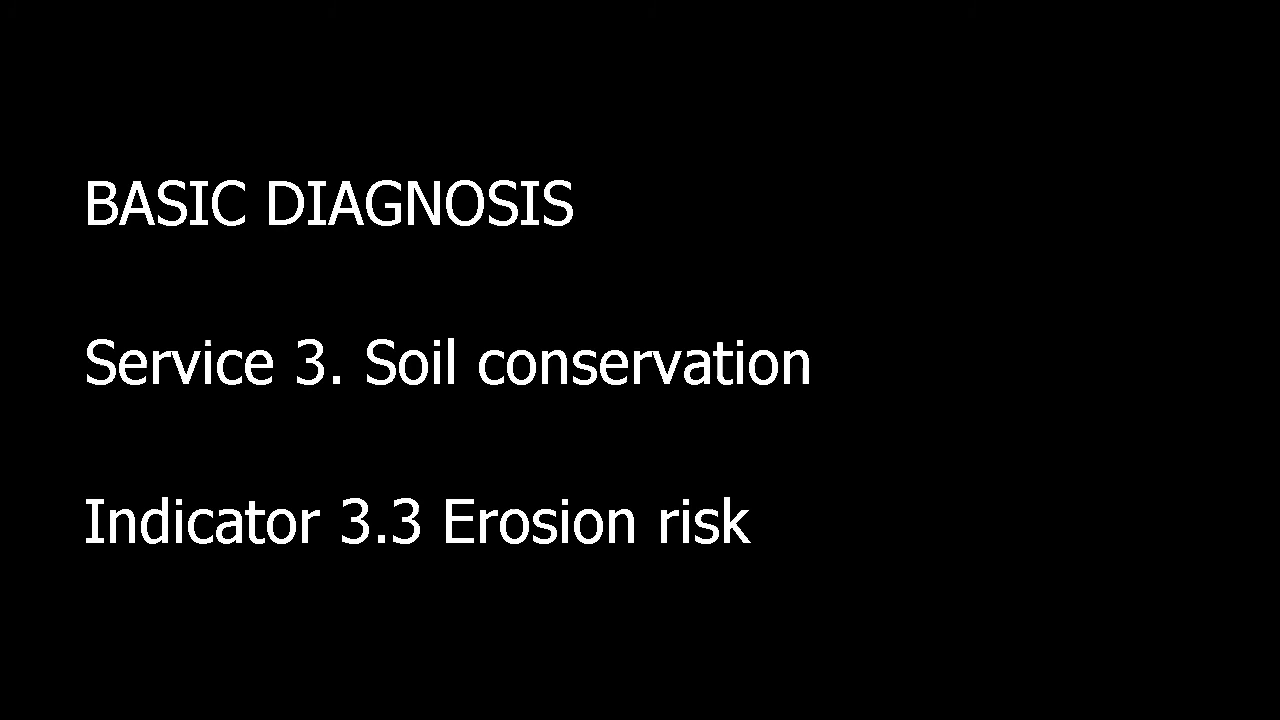 BASIC DIAGNOSIS
Service 3. Soil conservation
Indicator 3.3 Erosion risk